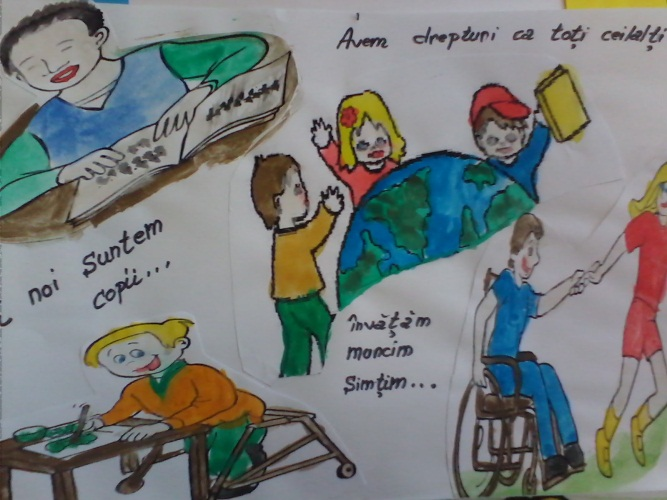 Avem drepturi ca toți ceilalți
noi suntem
copii...
învățăm
muncim
simțim...